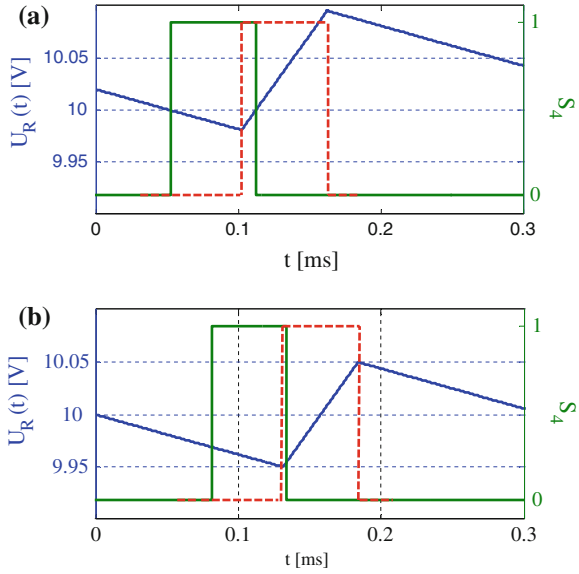 (a)
U_R (t) [V]
10.05
10
9.95
1
0
S_4
0
0.1
0.2
0.3
t [ms]
(b)
U_R (t) [V]
10.05
10
9.95
1
0
S_4
0
0.1
0.2
0.3
t [ms]